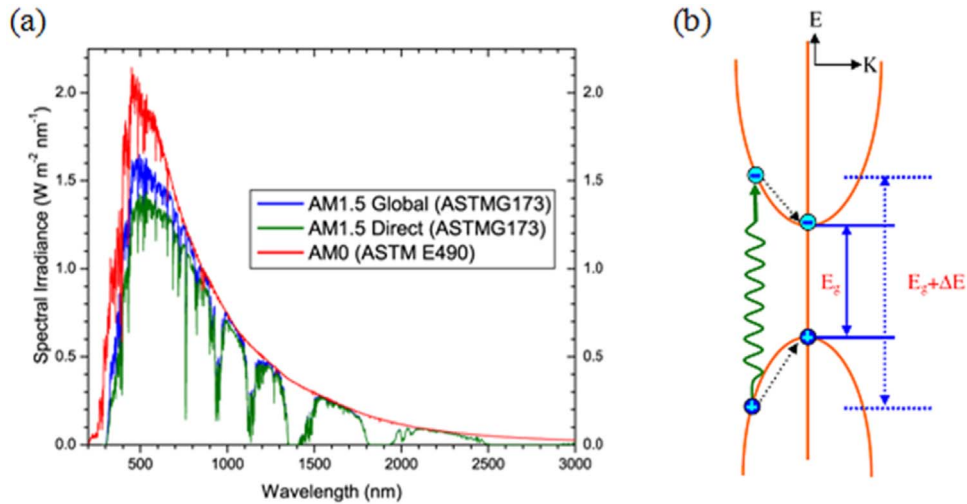 (a)
Spectral Irradiance (W m-2 nm-1)
2.0
1.5
1.0
0.5
0.0
2.0
1.5
1.0
0.5
0.0
AM1.5 Global (ASTMG173)
AM1.5 Direct (ASTMG173)
AM0 (ASTM E490)
500 1000 1500 2000 2500 3000
Wavelength (nm)
(b)
E
K
-
-
Eg
Eg+ΔE
+
+